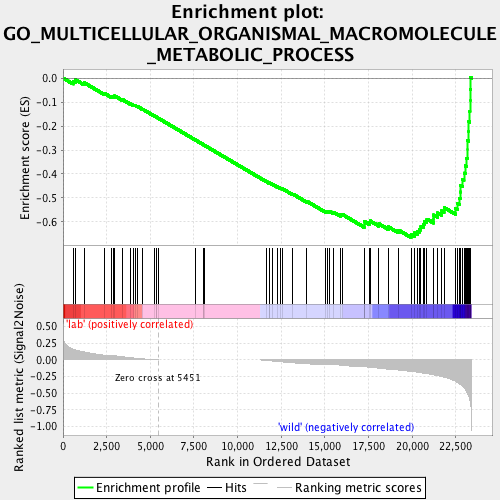 Enrichment plot:
GO_MULTICELLULAR_ORGANISMAL_MACROMOLECULE
_METABOLIC_PROCESS
Enrichment score (ES)
0.0
-0.1
-0.2
-0.3
-0.4
-0.5
-0.6
Ranked list metric (Signal2Noise)
0.50
0.25
0.00
-0.25
-0.50
-0.75
-1.00
'lab' (positively correlated)
Zero cross at 5451
'wild' (negatively correlated)
0 2,500 5,000 7,500 10,000 12,500 15,000 17,500 20,000 22,500
Rank in Ordered Dataset
Enrichment profile Hits Ranking metric scores